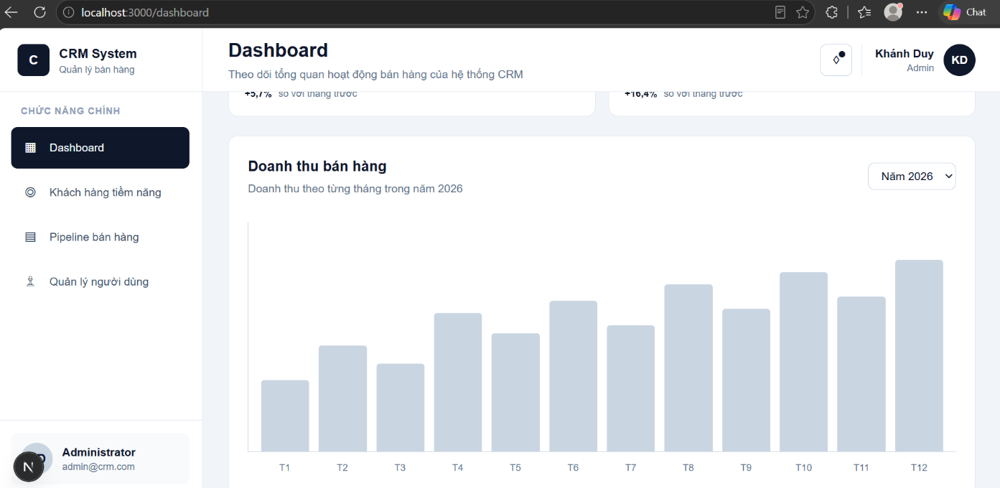 localhost:3000/dashboard
Chat
C
CRM System
Quản lý bán hàng
Dashboard
Theo dõi tổng quan hoạt động bán hàng của hệ thống CRM
Khánh Duy
Admin
KD
CHỨC NĂNG CHÍNH
Dashboard
Khách hàng tiềm năng
Pipeline bán hàng
Quản lý người dùng
+5,7% so với tháng trước
+16,4% so với tháng trước
Doanh thu bán hàng
Doanh thu theo từng tháng trong năm 2026
Năm 2026
T1
T2
T3
T4
T5
T6
T7
T8
T9
T10
T11
T12
N
Administrator
admin@crm.com